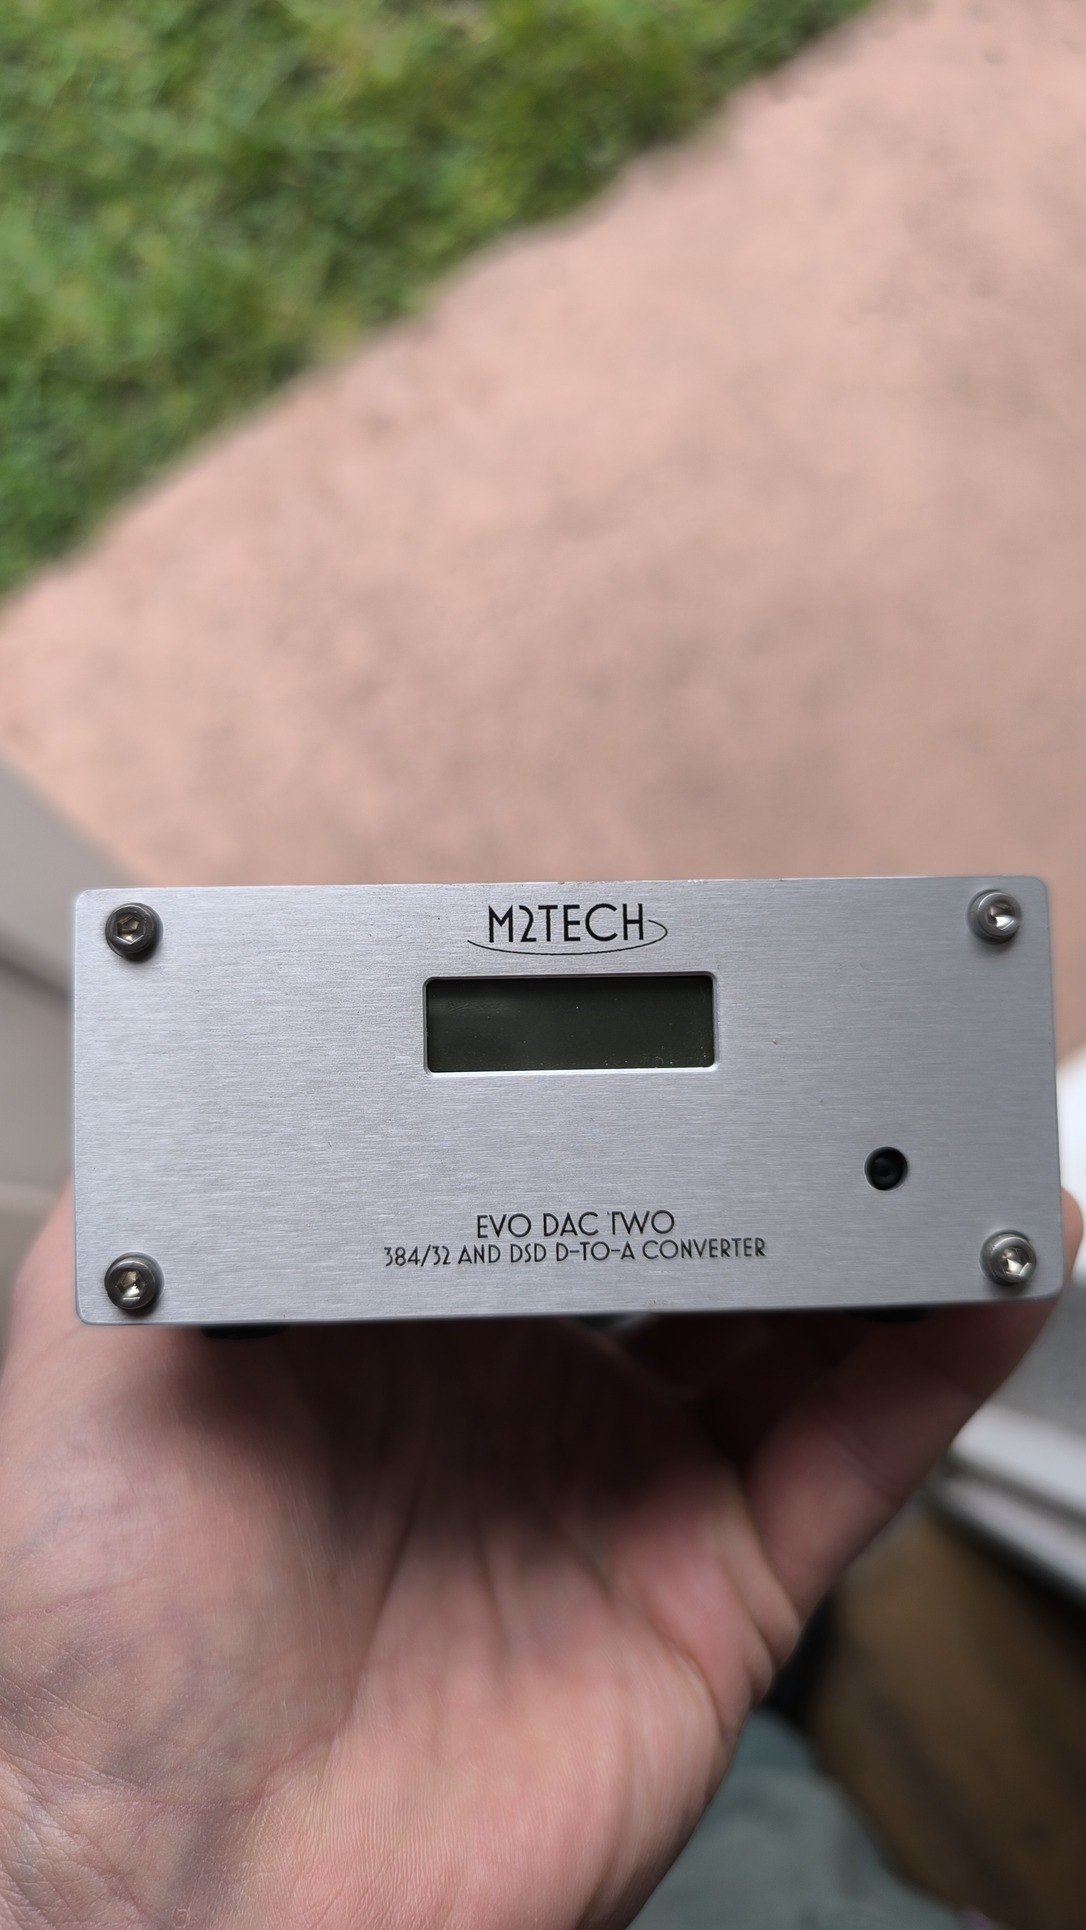 M2TECH
EVO DAC TWO
384/32 AND DSD D-TO-A CONVERTER